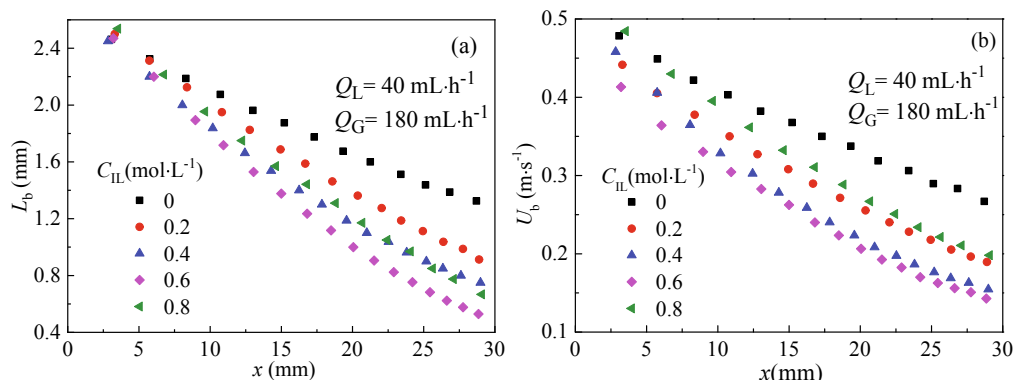 (a)
Q_L= 40 mL·h⁻¹
Q_G= 180 mL·h⁻¹
C_IL(mol·L⁻¹)
0
0.2
0.4
0.6
0.8
L_b (mm)
2.4
2.0
1.6
1.2
0.8
0.4
0 5 10 15 20 25 30
x (mm)
(b)
Q_L= 40 mL·h⁻¹
Q_G= 180 mL·h⁻¹
C_IL(mol·L⁻¹)
0
0.2
0.4
0.6
0.8
U_b (m·s⁻¹)
0.5
0.4
0.3
0.2
0.1
0 5 10 15 20 25 30
x(mm)